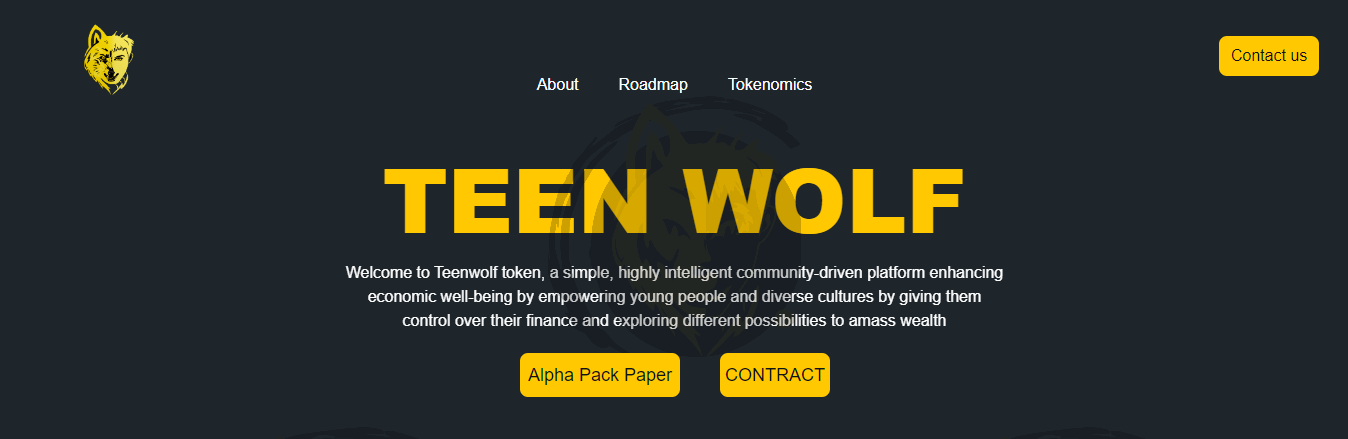 Contact us
About Roadmap Tokenomics
TEEN WOLF
Welcome to Teenwolf token, a simple, highly intelligent community-driven platform enhancing
economic well-being by empowering young people and diverse cultures by giving them
control over their finance and exploring different possibilities to amass wealth
Alpha Pack Paper CONTRACT